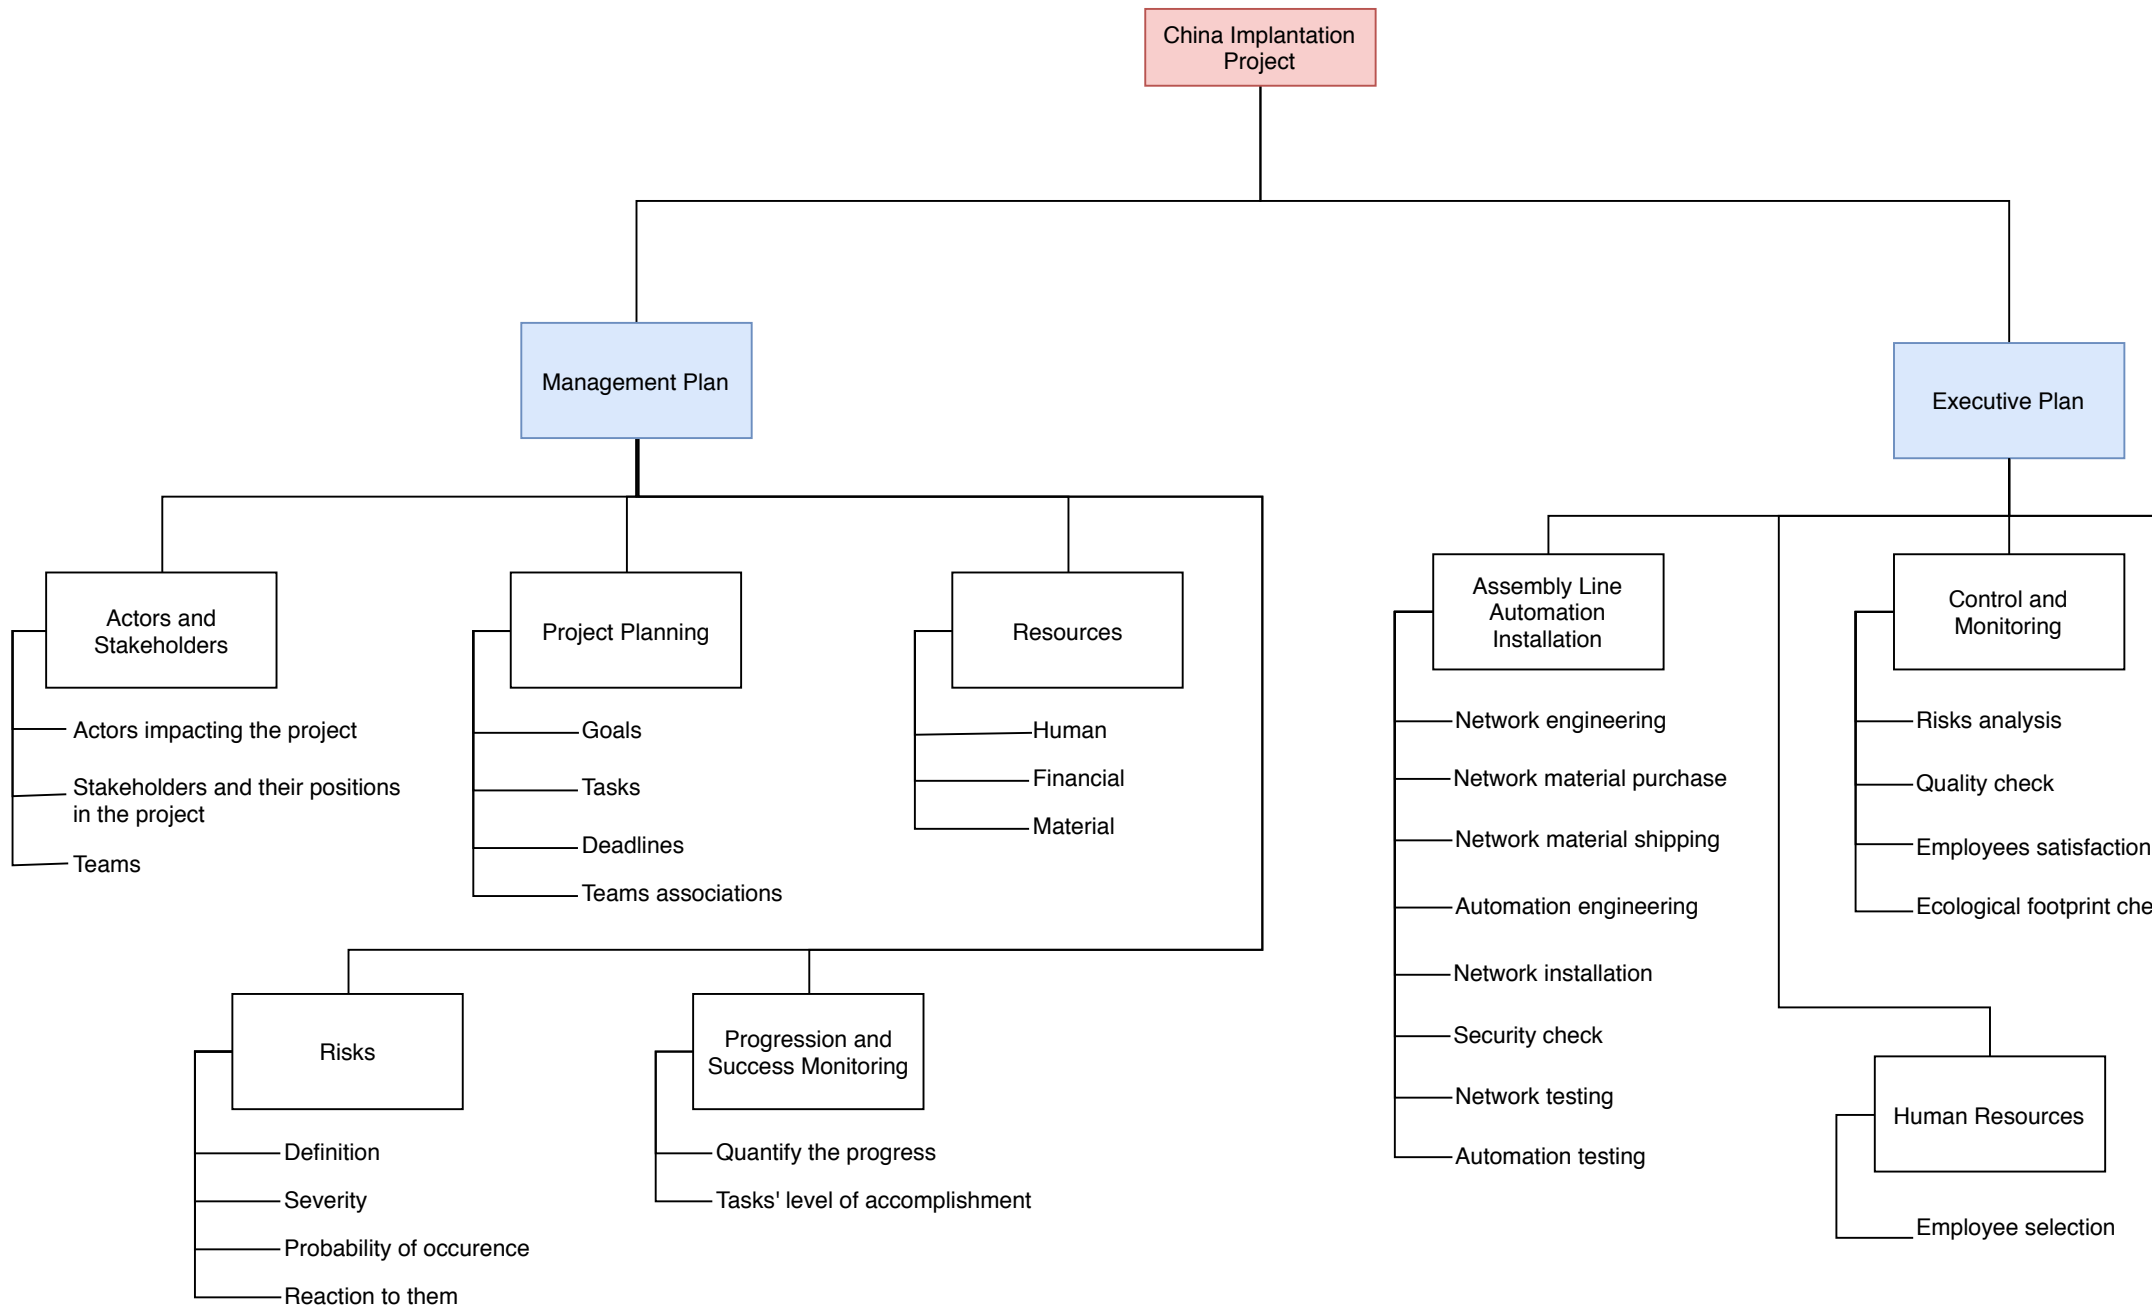 China Implantation
Project
Management Plan
Executive Plan
Actors and
Stakeholders
Actors impacting the project
Stakeholders and their positions
in the project
Teams
Project Planning
Goals
Tasks
Deadlines
Teams associations
Resources
Human
Financial
Material
Risks
Definition
Severity
Probability of occurence
Reaction to them
Progression and
Success Monitoring
Quantify the progress
Tasks' level of accomplishment
Assembly Line
Automation
Installation
Network engineering
Network material purchase
Network material shipping
Automation engineering
Network installation
Security check
Network testing
Automation testing
Control and
Monitoring
Risks analysis
Quality check
Employees satisfaction
Ecological footprint
Human Resources
Employee selection